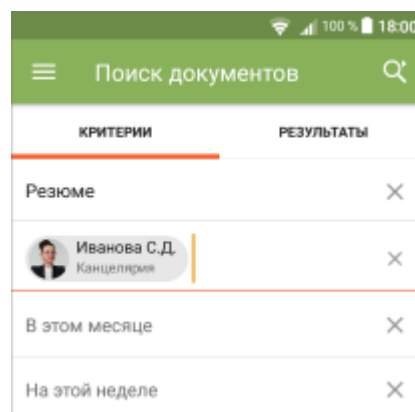 100 % 18:00
Поиск документов
КРИТЕРИИ РЕЗУЛЬТАТЫ
Резюме
Иванова С.Д.
Канцелярия
В этом месяце
На этой неделе